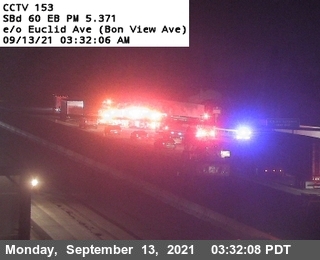 CCTV 153
SBd 60 EB PM 5.371
e/o Euclid Ave (Bon View Ave)
09/13/21 03:32:06 AM
Monday, September 13, 2021 03:32:08 PDT